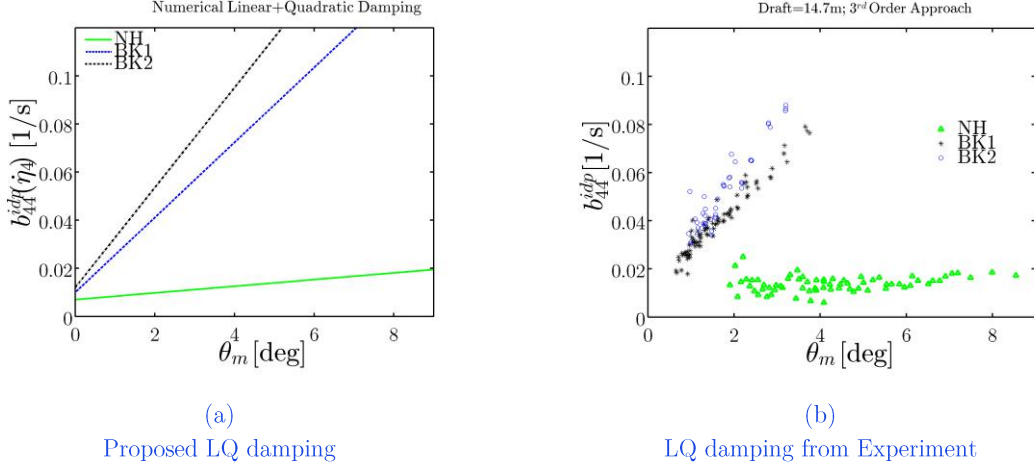 Numerical Linear+Quadratic Damping
NH
BK1
BK2
0.1
0.08
0.06
0.04
0.02
0
0 2 4 6 8
b_{44}^{idp}(η̇₄) [1/s]
θ_m [deg]
(a)
Proposed LQ damping
Draft=14.7m; 3^{rd} Order Approach
NH
BK1
BK2
0.1
0.08
0.06
0.04
0.02
0
0 2 4 6 8
b_{44}^{idp} [1/s]
θ_m [deg]
(b)
LQ damping from Experiment